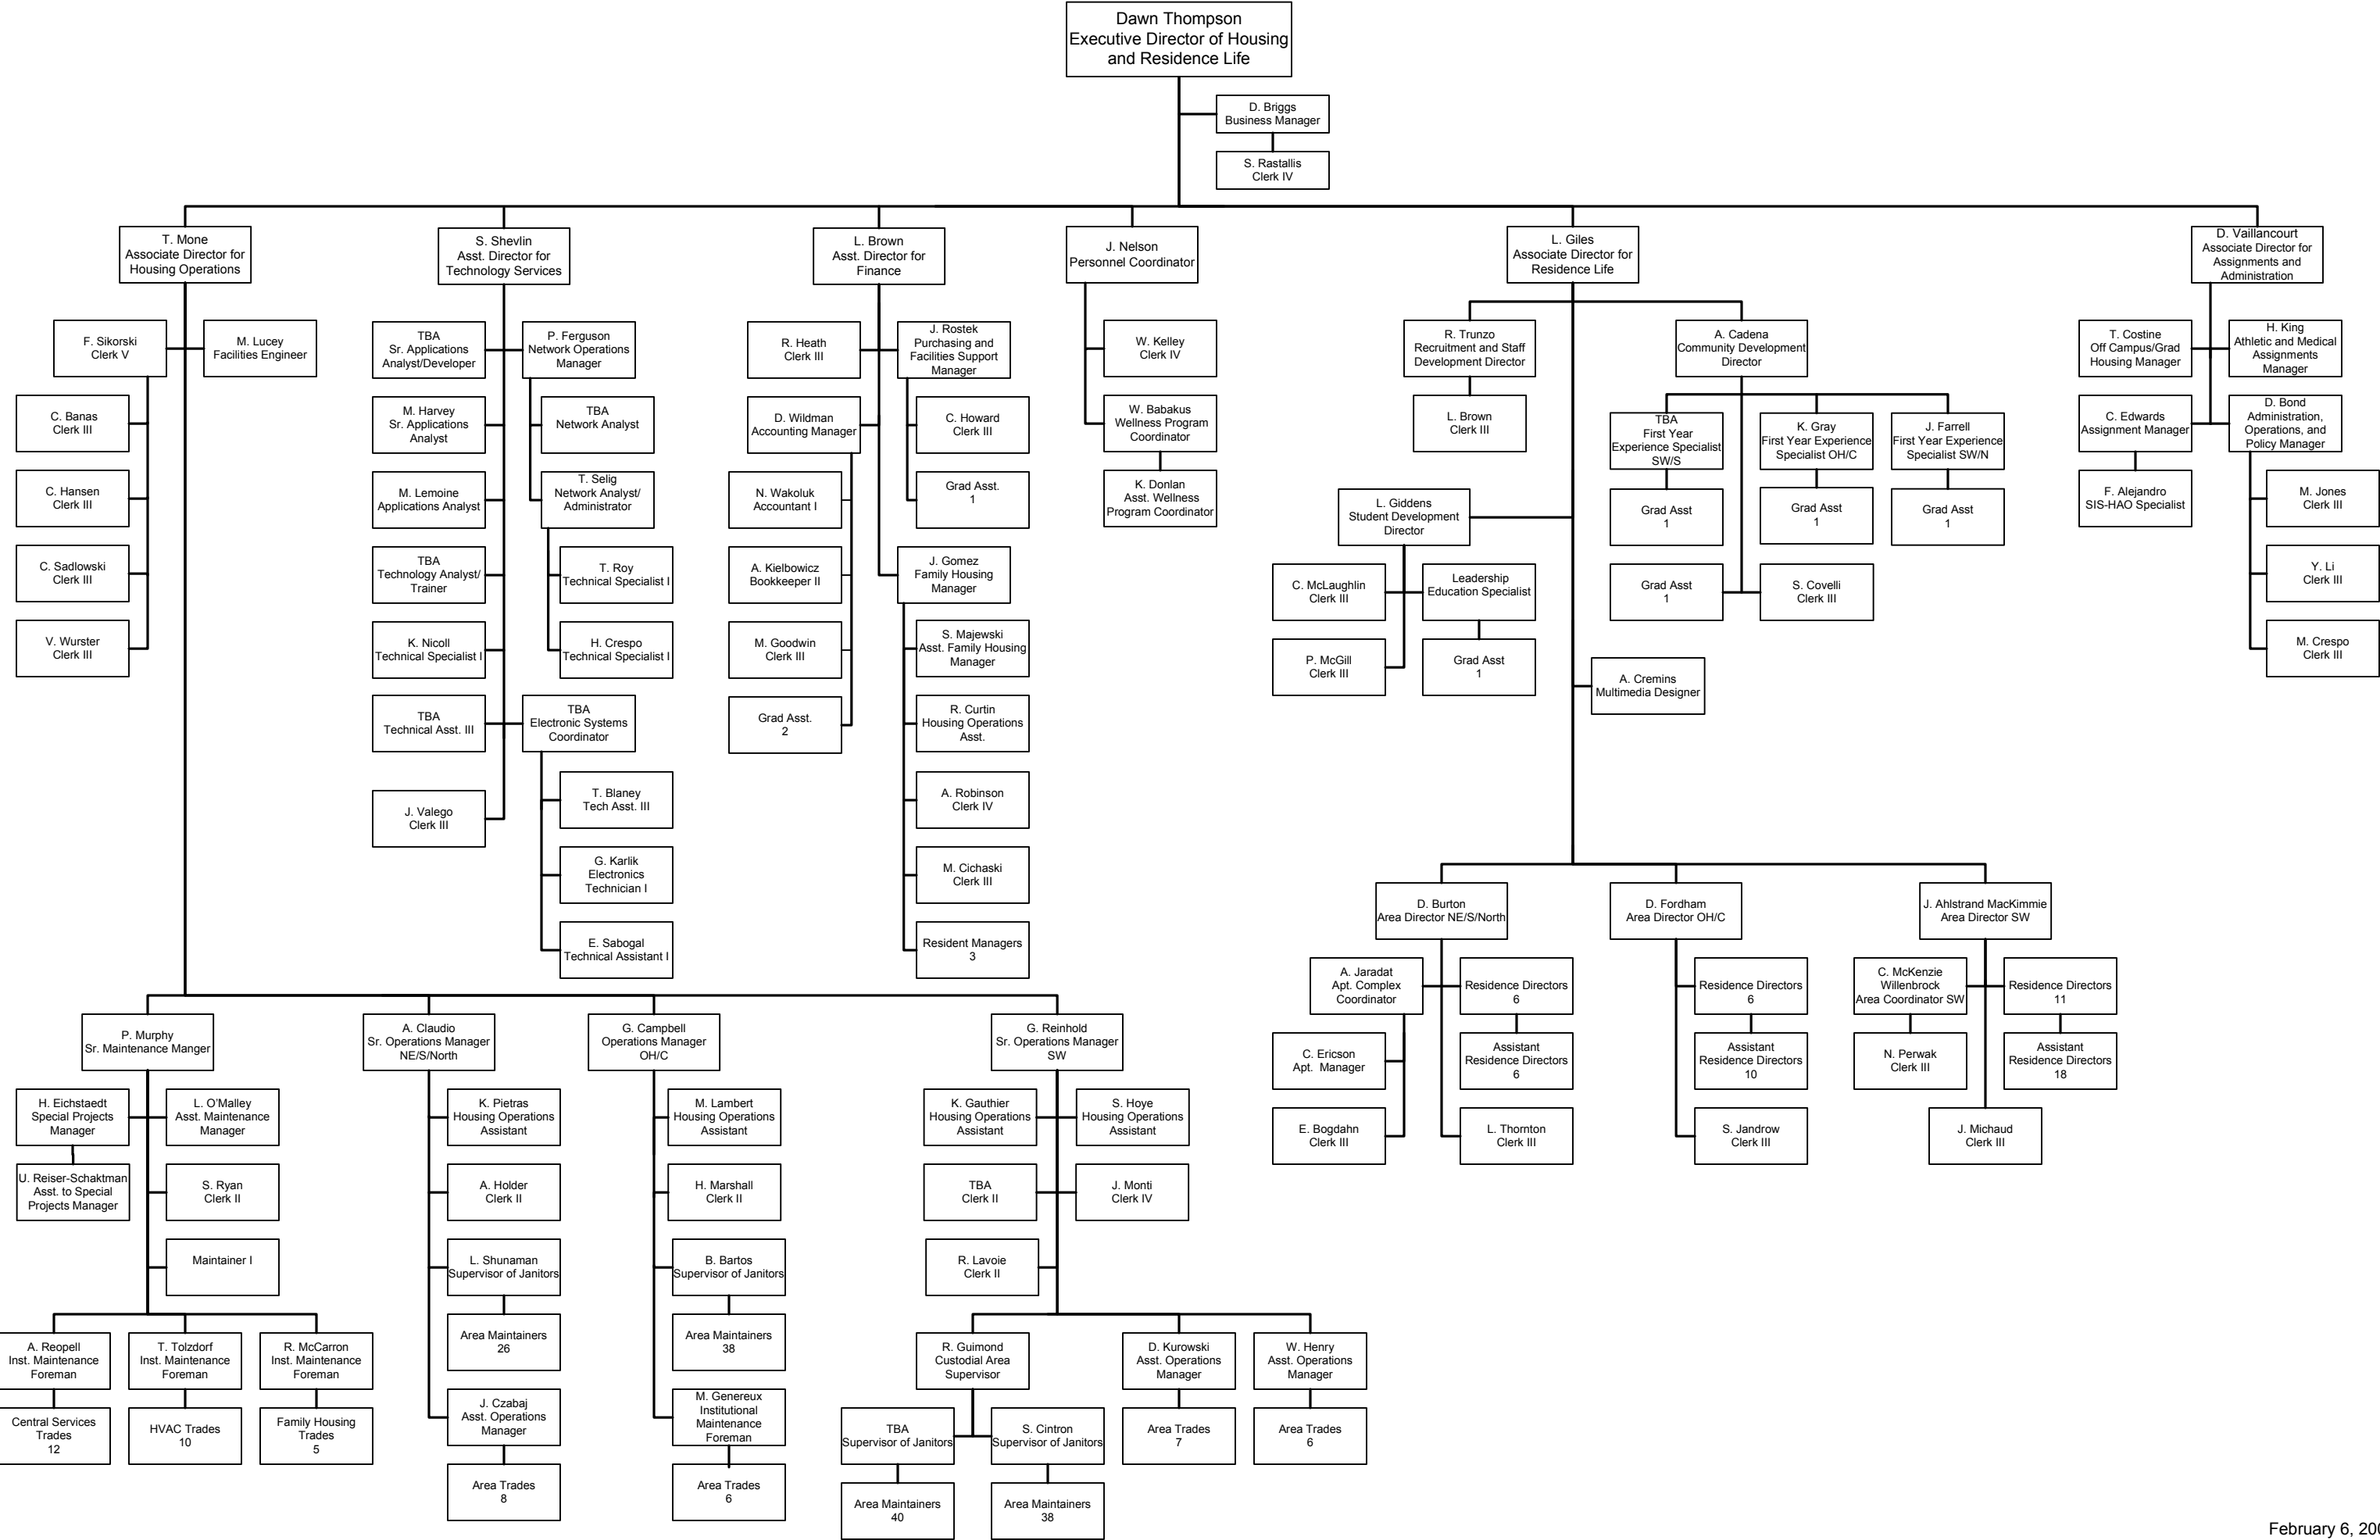 Dawn Thompson
Executive Director of Housing
and Residence Life
D. Briggs
Business Manager
S. Rastallis
Clerk IV
T. Mone
Associate Director for
Housing Operations
S. Shevlin
Asst. Director for
Technology Services
L. Brown
Asst. Director for
Finance
J. Nelson
Personnel Coordinator
L. Giles
Associate Director for
Residence Life
D. Vaillancourt
Associate Director for
Assignments and
Administration
F. Sikorski
Clerk V
M. Lucey
Facilities Engineer
C. Banas
Clerk III
C. Hansen
Clerk III
C. Sadlowski
Clerk III
V. Wurster
Clerk III
TBA
Sr. Applications
Analyst/Developer
P. Ferguson
Network Operations
Manager
M. Harvey
Sr. Applications
Analyst
TBA
Network Analyst
M. Lemoine
Applications Analyst
T. Selig
Network Analyst/
Administrator
TBA
Technology Analyst/
Trainer
T. Roy
Technical Specialist I
K. Nicoll
Technical Specialist I
H. Crespo
Technical Specialist I
TBA
Technical Asst. III
TBA
Electronic Systems
Coordinator
J. Valego
Clerk III
T. Blaney
Tech Asst. III
G. Karlik
Electronics
Technician I
E. Sabogal
Technical Assistant I
R. Heath
Clerk III
J. Rostek
Purchasing and
Facilities Support
Manager
D. Wildman
Accounting Manager
C. Howard
Clerk III
N. Wakoluk
Accountant I
Grad Asst.
1
A. Kielbowicz
Bookkeeper II
J. Gomez
Family Housing
Manager
M. Goodwin
Clerk III
S. Majewski
Asst. Family Housing
Manager
Grad Asst.
2
R. Curtin
Housing Operations
Asst.
A. Robinson
Clerk IV
M. Cichaski
Clerk III
Resident Managers
3
W. Kelley
Clerk IV
W. Babakus
Wellness Program
Coordinator
K. Donlan
Asst. Wellness
Program Coordinator
R. Trunzo
Recruitment and Staff
Development Director
L. Brown
Clerk III
A. Cadena
Community Development
Director
TBA
First Year
Experience Specialist
SW/S
K. Gray
First Year Experience
Specialist OH/C
J. Farrell
First Year Experience
Specialist SW/N
Grad Asst
1
Grad Asst
1
Grad Asst
1
Grad Asst
1
S. Covelli
Clerk III
L. Giddens
Student Development
Director
C. McLaughlin
Clerk III
Leadership
Education Specialist
P. McGill
Clerk III
Grad Asst
1
A. Cremins
Multimedia Designer
T. Costine
Off Campus/Grad
Housing Manager
H. King
Athletic and Medical
Assignments
Manager
C. Edwards
Assignment Manager
D. Bond
Administration,
Operations, and
Policy Manager
F. Alejandro
SIS-HAO Specialist
M. Jones
Clerk III
Y. Li
Clerk III
M. Crespo
Clerk III
D. Burton
Area Director NE/S/North
D. Fordham
Area Director OH/C
J. Ahlstrand MacKimmie
Area Director SW
A. Jaradat
Apt. Complex
Coordinator
Residence Directors
6
C. Ericson
Apt.  Manager
Assistant
Residence Directors
6
E. Bogdahn
Clerk III
L. Thornton
Clerk III
Residence Directors
6
Assistant
Residence Directors
10
S. Jandrow
Clerk III
C. McKenzie
Willenbrock
Area Coordinator SW
Residence Directors
11
N. Perwak
Clerk III
Assistant
Residence Directors
18
J. Michaud
Clerk III
P. Murphy
Sr. Maintenance Manger
A. Claudio
Sr. Operations Manager
NE/S/North
G. Campbell
Operations Manager
OH/C
G. Reinhold
Sr. Operations Manager
SW
H. Eichstaedt
Special Projects
Manager
L. O’Malley
Asst. Maintenance
Manager
U. Reiser-Schaktman
Asst. to Special
Projects Manager
S. Ryan
Clerk II
Maintainer I
A. Reopell
Inst. Maintenance
Foreman
T. Tolzdorf
Inst. Maintenance
Foreman
R. McCarron
Inst. Maintenance
Foreman
Central Services
Trades
12
HVAC Trades
10
Family Housing
Trades
5
K. Pietras
Housing Operations
Assistant
A. Holder
Clerk II
L. Shunaman
Supervisor of Janitors
Area Maintainers
26
J. Czabaj
Asst. Operations
Manager
Area Trades
8
M. Lambert
Housing Operations
Assistant
H. Marshall
Clerk II
B. Bartos
Supervisor of Janitors
Area Maintainers
38
M. Genereux
Institutional
Maintenance
Foreman
Area Trades
6
K. Gauthier
Housing Operations
Assistant
S. Hoye
Housing Operations
Assistant
TBA
Clerk II
J. Monti
Clerk IV
R. Lavoie
Clerk II
R. Guimond
Custodial Area
Supervisor
D. Kurowski
Asst. Operations
Manager
W. Henry
Asst. Operations
Manager
TBA
Supervisor of Janitors
S. Cintron
Supervisor of Janitors
Area Trades
7
Area Trades
6
Area Maintainers
40
Area Maintainers
38
February 6,